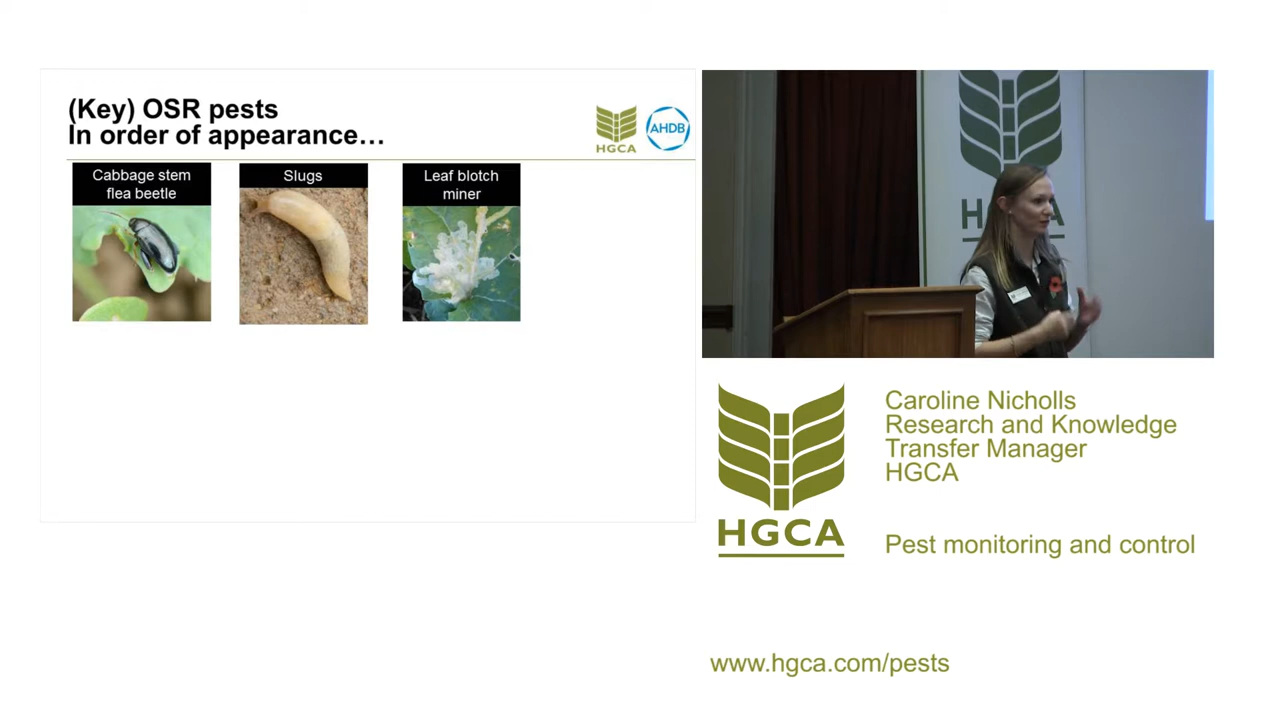 (Key) OSR pests
In order of appearance…
HGCA
AHDB
Cabbage stem
flea beetle
Slugs
Leaf blotch
miner
HGCA
Caroline Nicholls
Research and Knowledge
Transfer Manager
HGCA
HGCA
Pest monitoring and control
www.hgca.com/pests